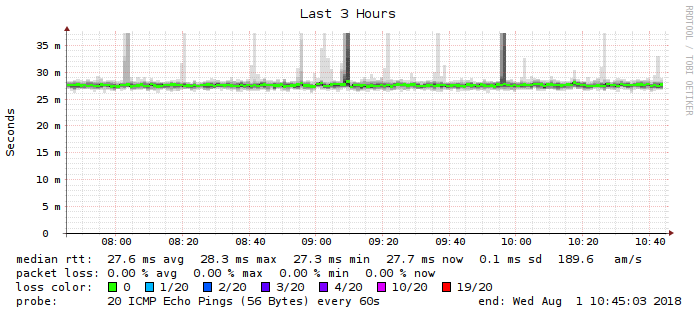 Last 3 Hours
RRDTOOL / TOBI OETIKER
Seconds
35 m
30 m
25 m
20 m
15 m
10 m
5 m
0
08:00 08:20 08:40 09:00 09:20 09:40 10:00 10:20 10:40
median rtt: 27.6 ms avg 28.3 ms max 27.3 ms min 27.7 ms now 0.1 ms sd 189.6 am/s
packet loss: 0.00 % avg 0.00 % max 0.00 % min 0.00 % now
loss color: 0 1/20 2/20 3/20 4/20 10/20 19/20
probe: 20 ICMP Echo Pings (56 Bytes) every 60s end: Wed Aug 1 10:45:03 2018